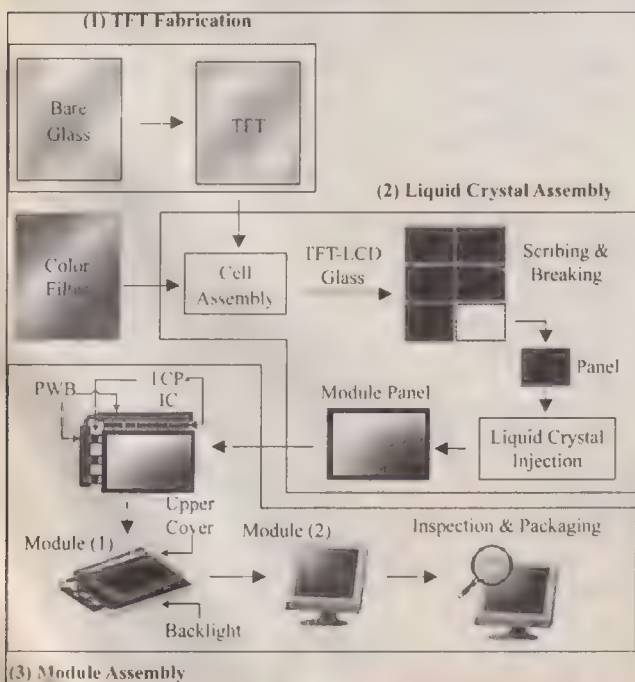 (1) TFT Fabrication
Bare
Glass
TFT
(2) Liquid Crystal Assembly
Color
Filter
Cell
Assembly
TFT-LCD
Glass
Scribing &
Breaking
Panel
Module Panel
Liquid Crystal
Injection
PWB
TCP
IC
Upper
Cover
Module (1)
Backlight
Module (2)
Inspection & Packaging
(3) Module Assembly